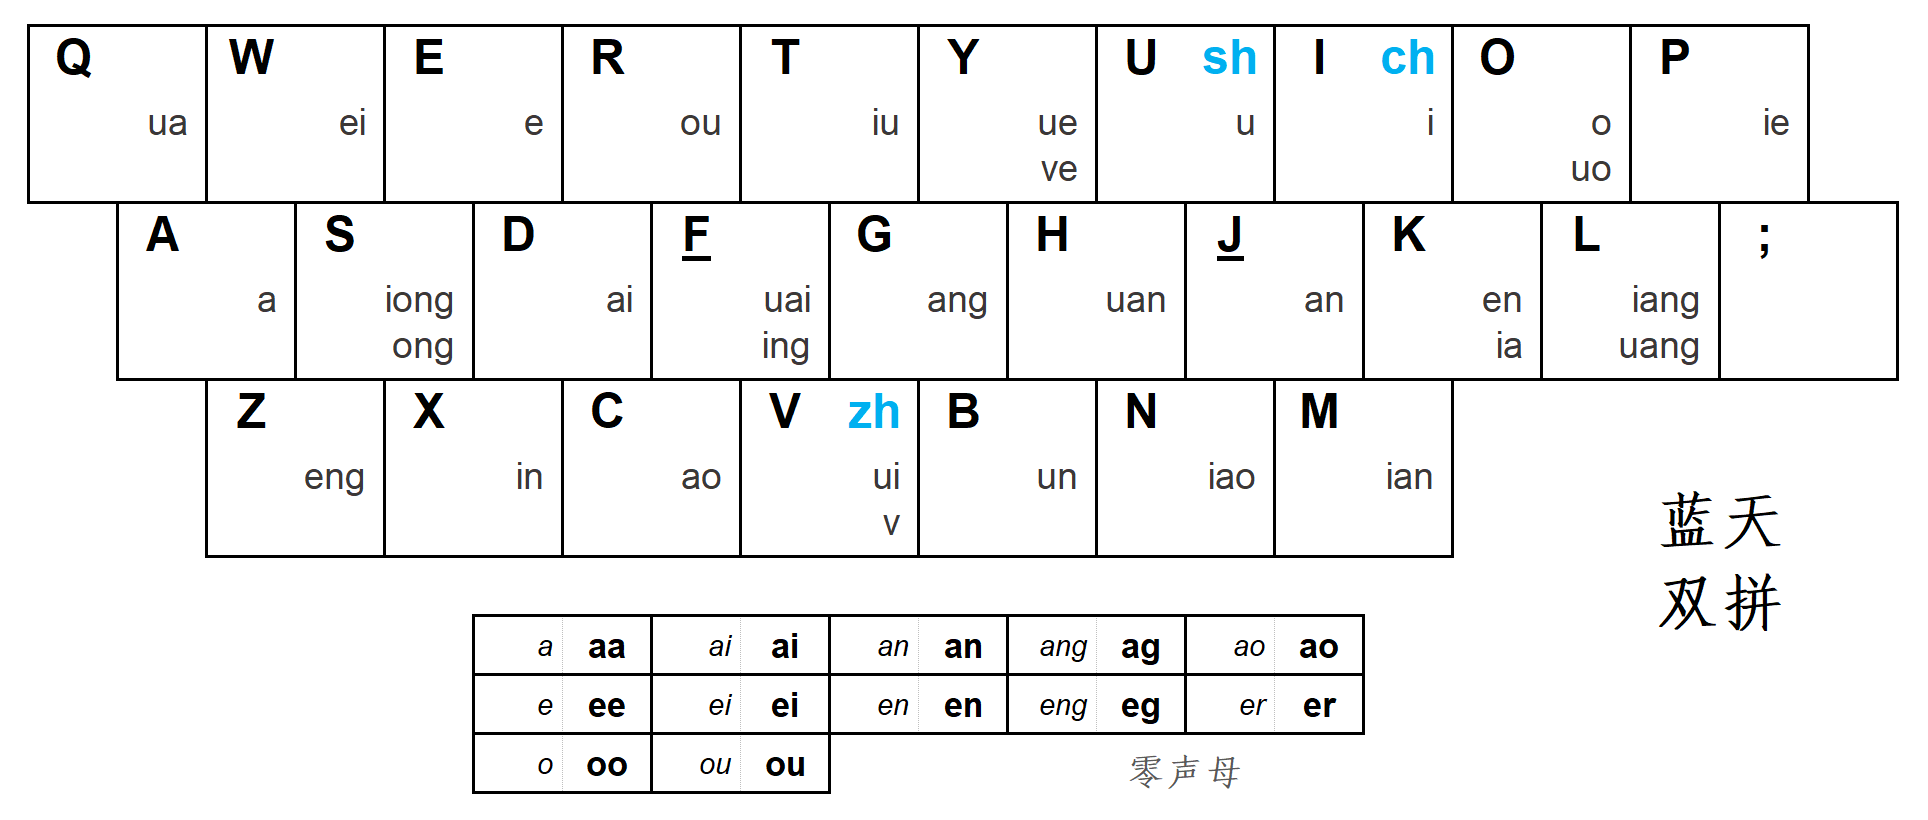 Q W E R T Y U sh I ch O P
ua ei e ou iu ue u i o ie
ve uo
A S D F G H J K L ;
a iong ai uai ang uan an en iang
ong ing ia uang
Z X C V zh B N M
eng in ao ui un iao ian
v
蓝天
双拼
a aa ai ai an an ang ag ao ao
e ee ei ei en en eng eg er er
o oo ou ou
零声母